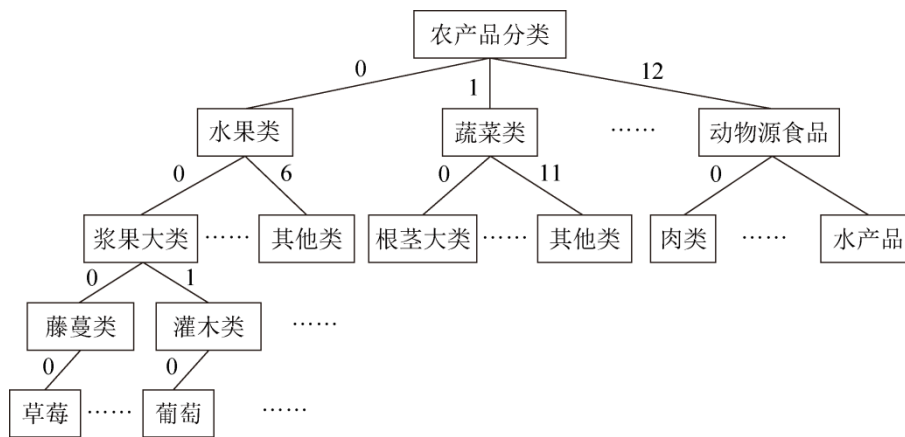 农产品分类
0 1 12
水果类 蔬菜类 …… 动物源食品
0 6 0 11 0
浆果大类 …… 其他类 根茎大类 …… 其他类 肉类 …… 水产品
0 1
藤蔓类 灌木类 ……
0 0
草莓 …… 葡萄 ……